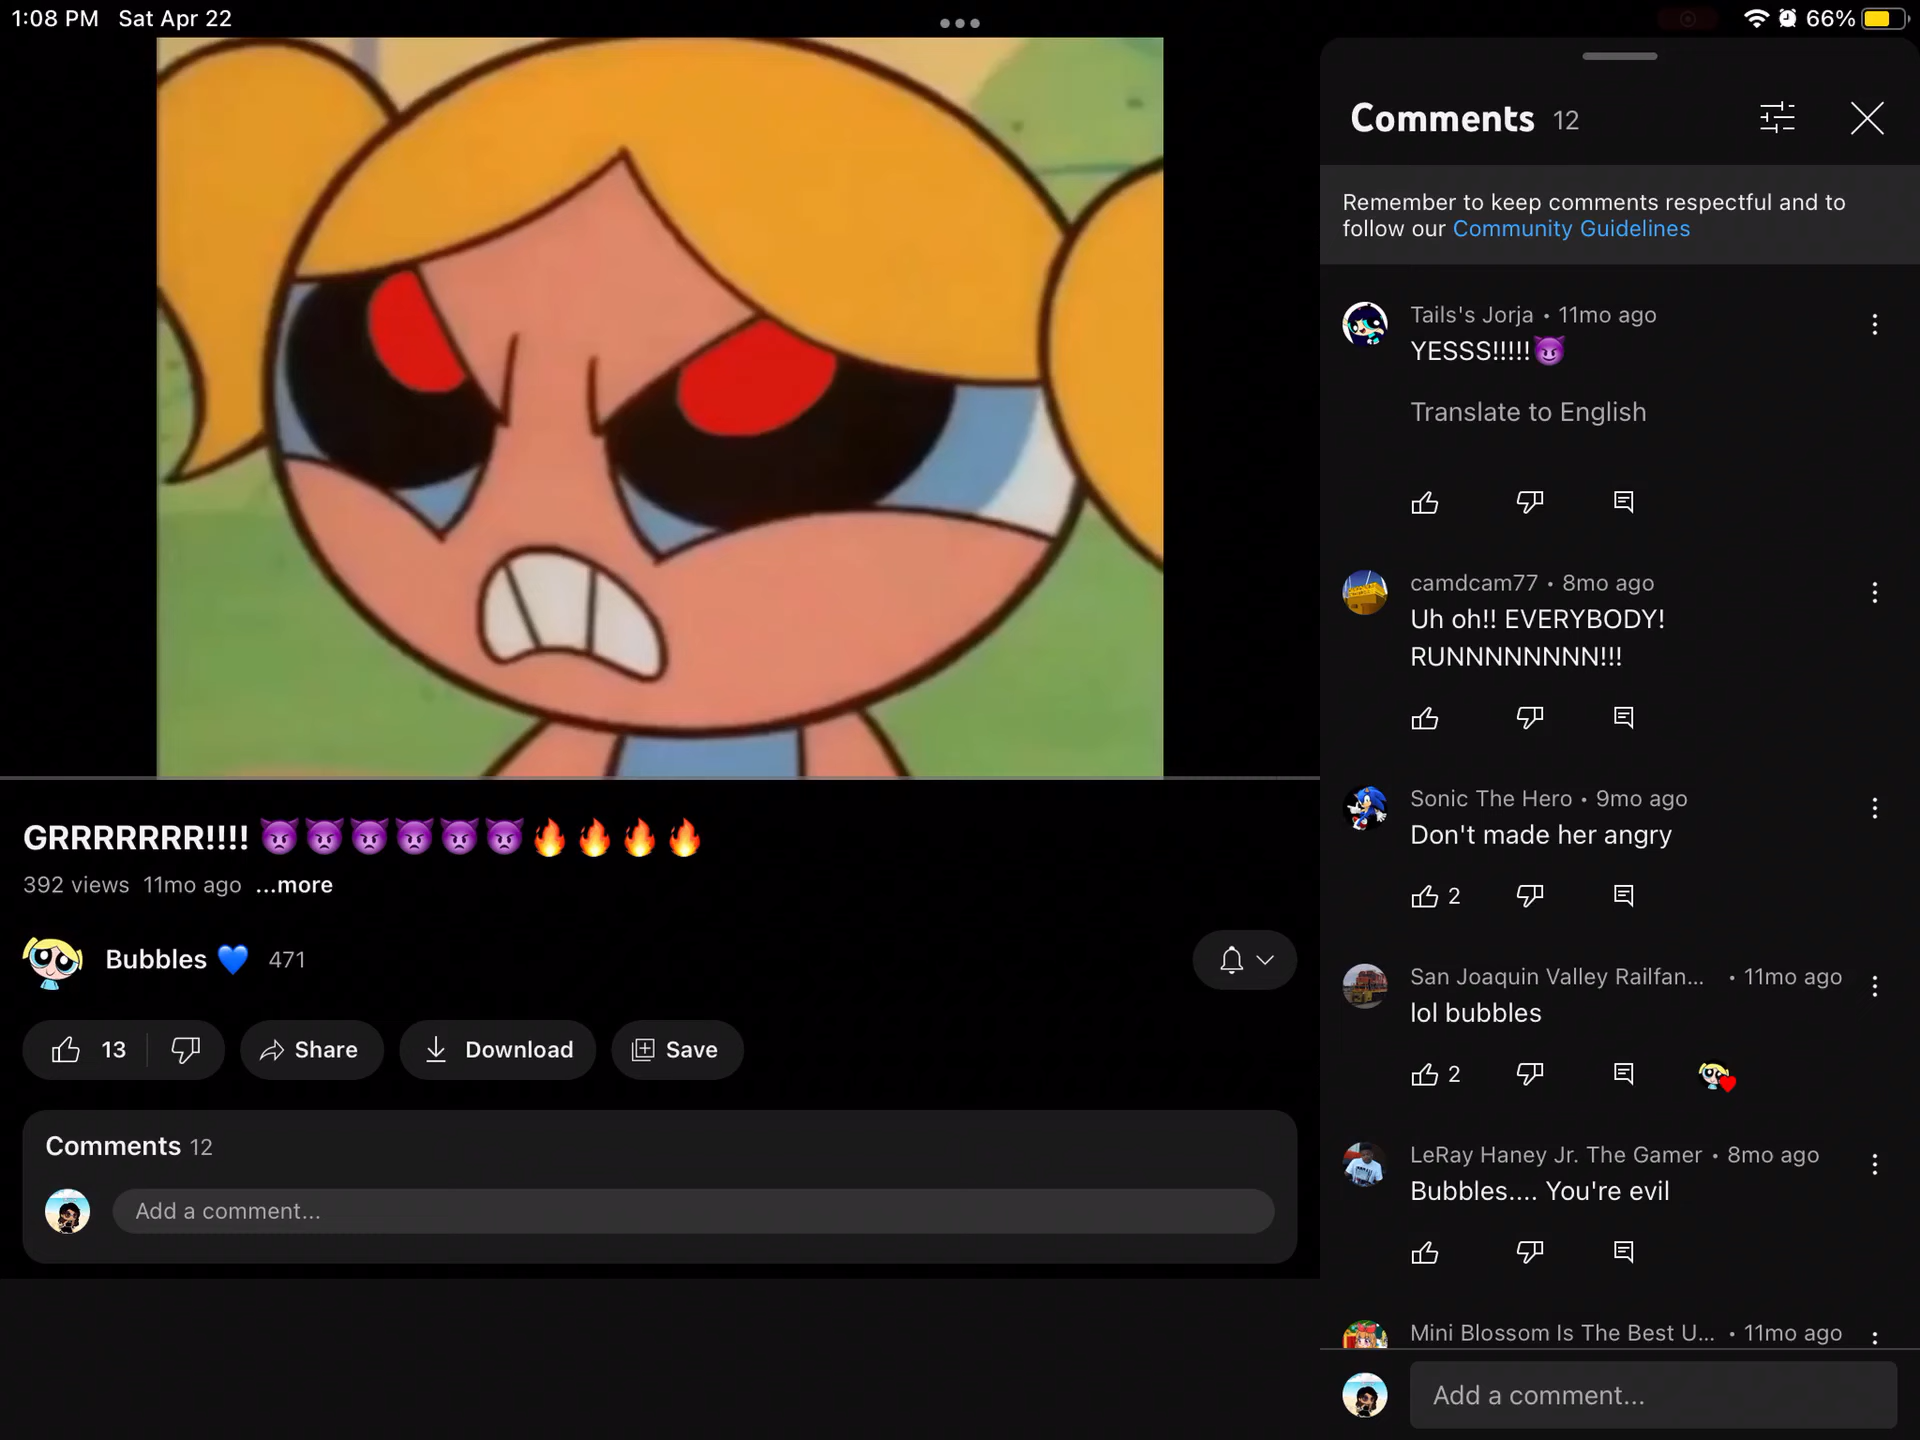 1:08 PM Sat Apr 22
66%
GRRRRRRR!!!! 👿👿👿👿👿👿🔥🔥🔥🔥
392 views 11mo ago ...more
Bubbles 💙 471
13
Share
Download
Save
Comments 12
Add a comment...
Comments 12
Remember to keep comments respectful and to
follow our Community Guidelines
Tails's Jorja • 11mo ago
YESSS!!!!!😈
Translate to English
camdcam77 • 8mo ago
Uh oh!! EVERYBODY!
RUNNNNNNNN!!!
Sonic The Hero • 9mo ago
Don't made her angry
2
San Joaquin Valley Railfan... • 11mo ago
lol bubbles
2
LeRay Haney Jr. The Gamer • 8mo ago
Bubbles.... You're evil
Mini Blossom Is The Best U... • 11mo ago
Add a comment...